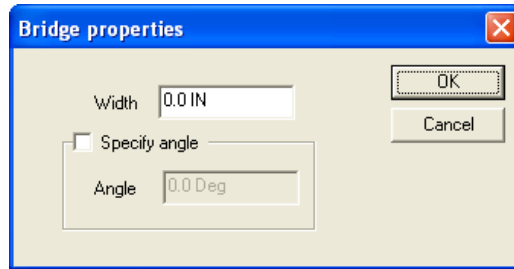 Bridge properties
Width 0.0 IN
OK
Cancel
Specify angle
Angle 0.0 Deg